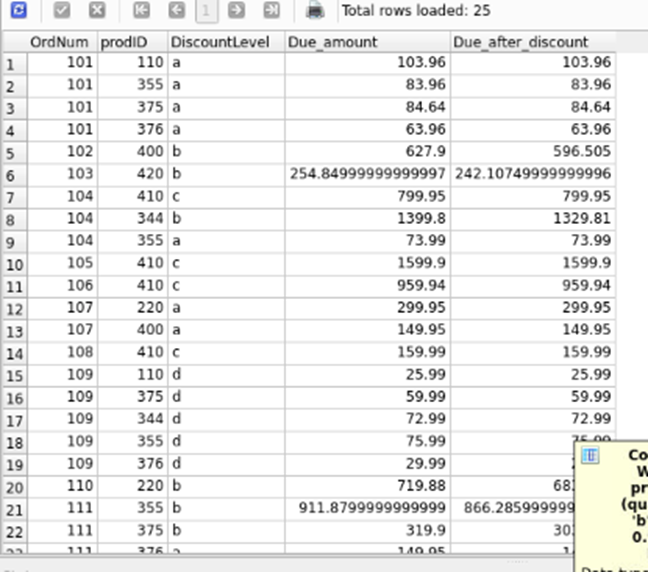 1 Total rows loaded: 25
OrdNum prodID DiscountLevel Due_amount Due_after_discount
1 101 110 a 103.96 103.96
2 101 355 a 83.96 83.96
3 101 375 a 84.64 84.64
4 101 376 a 63.96 63.96
5 102 400 b 627.9 596.505
6 103 420 b 254.84999999999997 242.10749999999996
7 104 410 c 799.95 799.95
8 104 344 b 1399.8 1329.81
9 104 355 a 73.99 73.99
10 105 410 c 1599.9 1599.9
11 106 410 c 959.94 959.94
12 107 220 a 299.95 299.95
13 107 400 a 149.95 149.95
14 108 410 c 159.99 159.99
15 109 110 d 25.99 25.99
16 109 375 d 59.99 59.99
17 109 344 d 72.99 72.99
18 109 355 d 75.99 75.99
19 109 376 d 29.99
20 110 220 b 719.88 68
21 111 355 b 911.8799999999999 866.285999999
22 111 375 b 319.9 30
111 376 149.95
Co
W
pr
(qu
'b'
0.